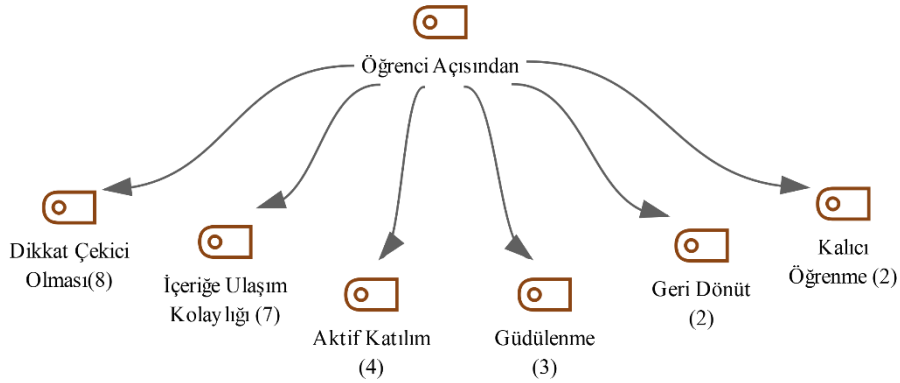 Öğrenci Açısından
Dikkat Çekici
Olması(8)
İçeriğe Ulaşım
Kolaylığı (7)
Aktif Katılım
(4)
Güdülenme
(3)
Geri Dönüt
(2)
Kalıcı
Öğrenme (2)